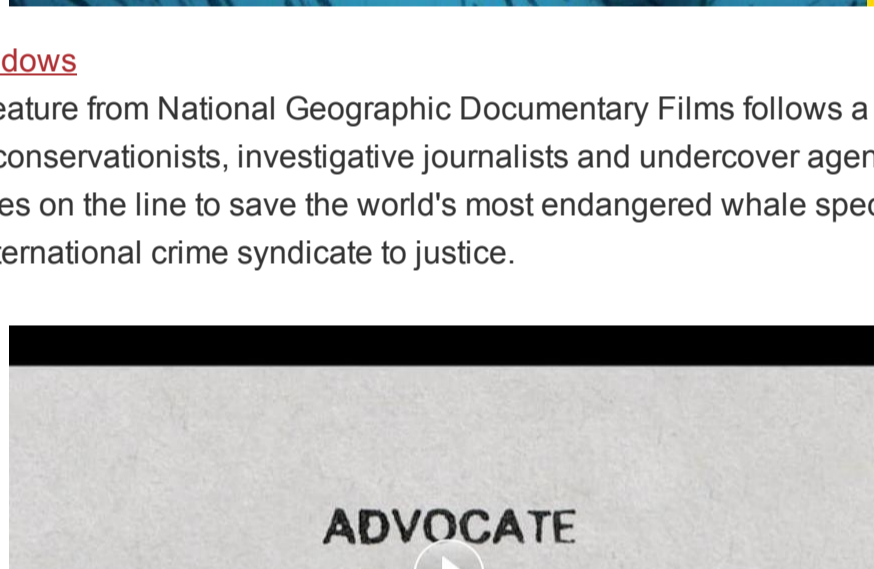 dows
eature from National Geographic Documentary Films follows a
conservationists, investigative journalists and undercover agen
es on the line to save the world's most endangered whale spec
ternational crime syndicate to justice.
ADVOCATE